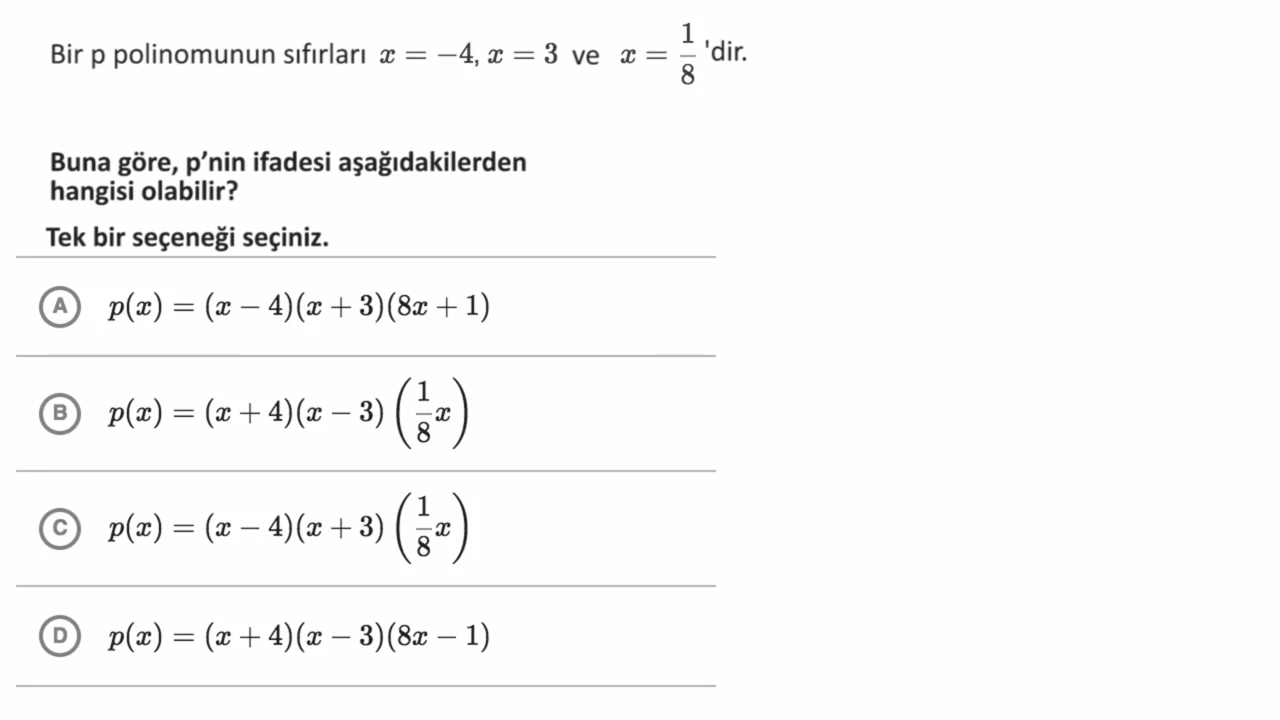 Bir p polinomunun sıfırları x = −4, x = 3 ve x = 1/8 'dir.
Buna göre, p’nin ifadesi aşağıdakilerden
hangisi olabilir?
Tek bir seçeneği seçiniz.
A p(x) = (x − 4)(x + 3)(8x + 1)
B p(x) = (x + 4)(x − 3)(1/8 x)
C p(x) = (x − 4)(x + 3)(1/8 x)
D p(x) = (x + 4)(x − 3)(8x − 1)